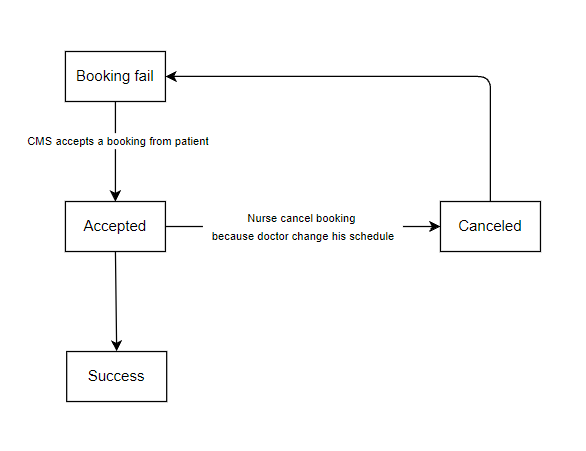 Booking fail
CMS accepts a booking from patient
Accepted
Nurse cancel booking
because doctor change his schedule
Canceled
Success